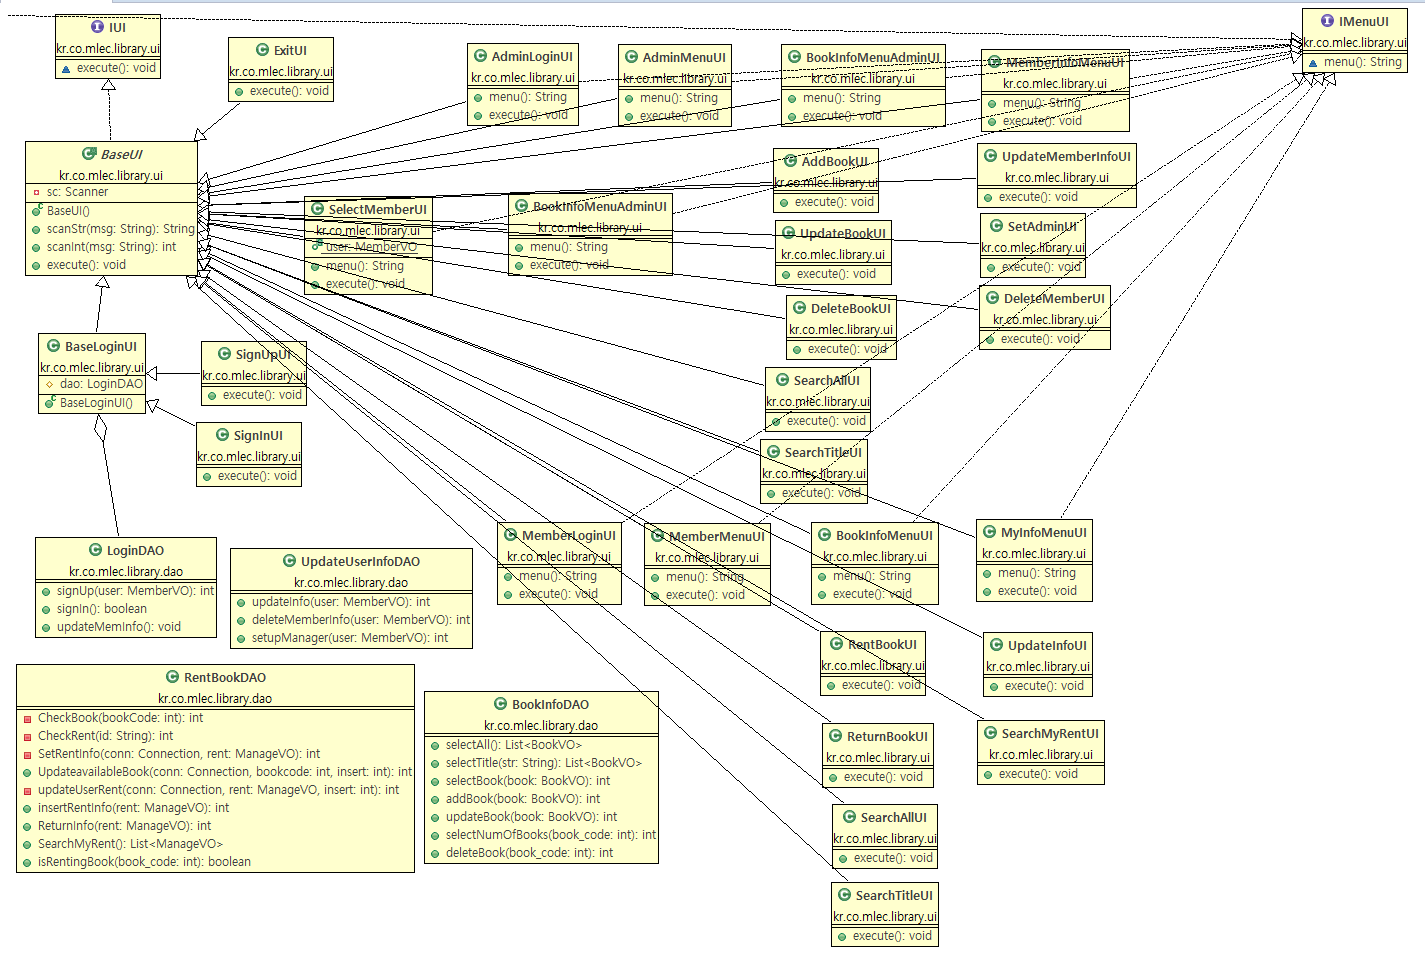 IUI
kr.co.mlec.library.ui
execute(): void
ExitUI
kr.co.mlec.library.ui
execute(): void
AdminLoginUI
kr.co.mlec.library.ui
menu(): String
execute(): void
AdminMenuUI
kr.co.mlec.library.ui
menu(): String
execute(): void
BookInfoMenuAdminUI
kr.co.mlec.library.ui
menu(): String
execute(): void
MemberInfoMenuUI
kr.co.mlec.library.ui
menu(): String
execute(): void
IMenuUI
kr.co.mlec.library.ui
menu(): String
BaseUI
kr.co.mlec.library.ui
sc: Scanner
BaseUI()
scanStr(msg: String): String
scanInt(msg: String): int
execute(): void
SelectMemberUI
kr.co.mlec.library.ui
user: MemberVO
menu(): String
execute(): void
BookInfoMenuAdminUI
kr.co.mlec.library.ui
menu(): String
execute(): void
AddBookUI
kr.co.mlec.library.ui
execute(): void
UpdateMemberInfoUI
kr.co.mlec.library.ui
execute(): void
UpdateBookUI
kr.co.mlec.library.ui
execute(): void
SetAdminUI
kr.co.mlec.library.ui
execute(): void
DeleteBookUI
kr.co.mlec.library.ui
execute(): void
DeleteMemberUI
kr.co.mlec.library.ui
execute(): void
BaseLoginUI
kr.co.mlec.library.ui
dao: LoginDAO
BaseLoginUI()
SignUpUI
kr.co.mlec.library.ui
execute(): void
SignInUI
kr.co.mlec.library.ui
execute(): void
SearchAllUI
kr.co.mlec.library.ui
execute(): void
SearchTitleUI
kr.co.mlec.library.ui
execute(): void
MemberLoginUI
kr.co.mlec.library.ui
menu(): String
execute(): void
MemberMenuUI
kr.co.mlec.library.ui
menu(): String
execute(): void
BookInfoMenuUI
kr.co.mlec.library.ui
menu(): String
execute(): void
MyInfoMenuUI
kr.co.mlec.library.ui
menu(): String
execute(): void
LoginDAO
kr.co.mlec.library.dao
signUp(user: MemberVO): int
signIn(): boolean
updateMemInfo(): void
UpdateUserInfoDAO
kr.co.mlec.library.dao
updateInfo(user: MemberVO): int
deleteMemberInfo(user: MemberVO): int
setupManager(user: MemberVO): int
RentBookUI
kr.co.mlec.library.ui
execute(): void
UpdateInfoUI
kr.co.mlec.library.ui
execute(): void
RentBookDAO
kr.co.mlec.library.dao
CheckBook(bookCode: int): int
CheckRent(id: String): int
SetRentInfo(conn: Connection, rent: ManageVO): int
UpdateavailableBook(conn: Connection, bookcode: int, insert: int): int
updateUserRent(conn: Connection, rent: ManageVO, insert: int): int
insertRentInfo(rent: ManageVO): int
ReturnInfo(rent: ManageVO): int
SearchMyRent(): List<ManageVO>
isRentingBook(book_code: int): boolean
BookInfoDAO
kr.co.mlec.library.dao
selectAll(): List<BookVO>
selectTitle(str: String): List<BookVO>
selectBook(book: BookVO): int
addBook(book: BookVO): int
updateBook(book: BookVO): int
selectNumOfBooks(book_code: int): int
deleteBook(book_code: int): int
ReturnBookUI
kr.co.mlec.library.ui
execute(): void
SearchMyRentUI
kr.co.mlec.library.ui
execute(): void
SearchAllUI
kr.co.mlec.library.ui
execute(): void
SearchTitleUI
kr.co.mlec.library.ui
execute(): void